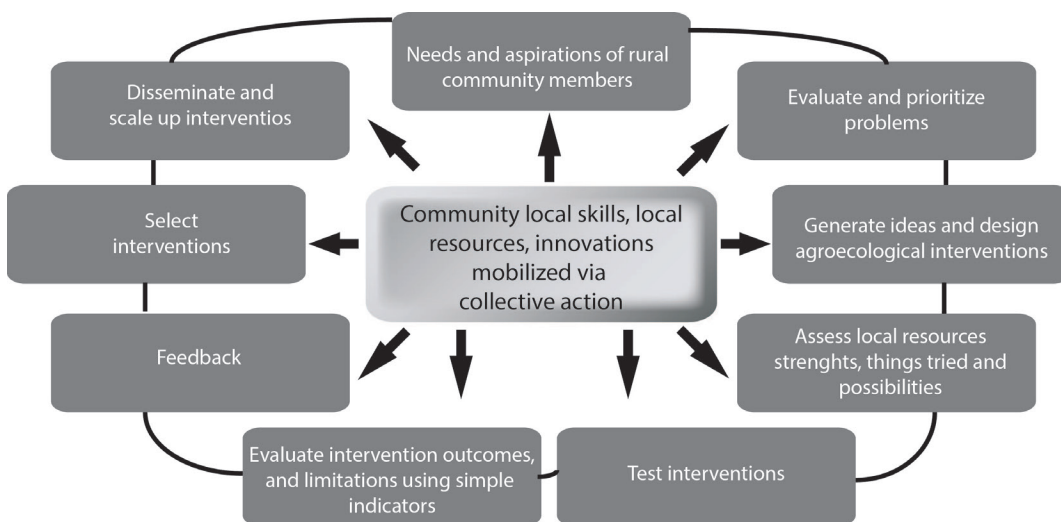 Needs and aspirations of rural
community members
Evaluate and prioritize
problems
Generate ideas and design
agroecological interventions
Assess local resources
strenghts, things tried and
possibilities
Test interventions
Evaluate intervention outcomes,
and limitations using simple
indicators
Feedback
Select
interventions
Disseminate and
scale up interventios
Community local skills, local
resources, innovations
mobilized via
collective action